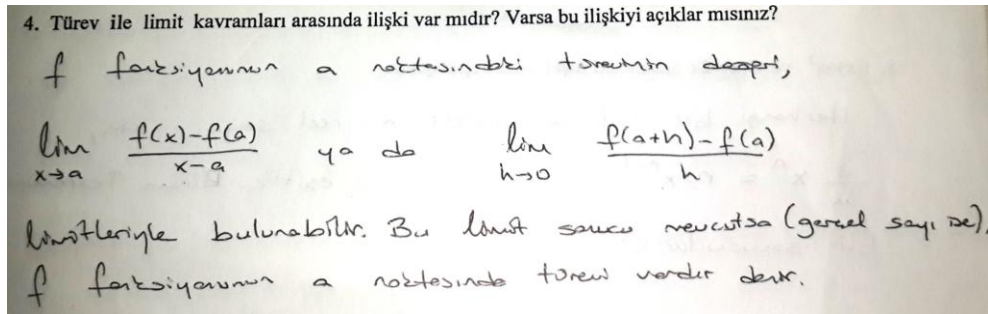 4. Türev ile limit kavramları arasında ilişki var mıdır? Varsa bu ilişkiyi açıklar mısınız?
f fonksiyonunun a noktasındaki türevinin değeri,
lim x→a (f(x)-f(a))/(x-a) ya da lim h→0 (f(a+h)-f(a))/h
limitleriyle bulunabilir. Bu limit sonucu mevcutsa (gerçel sayı ise),
f fonksiyonunun a noktasında türevi vardır denir.